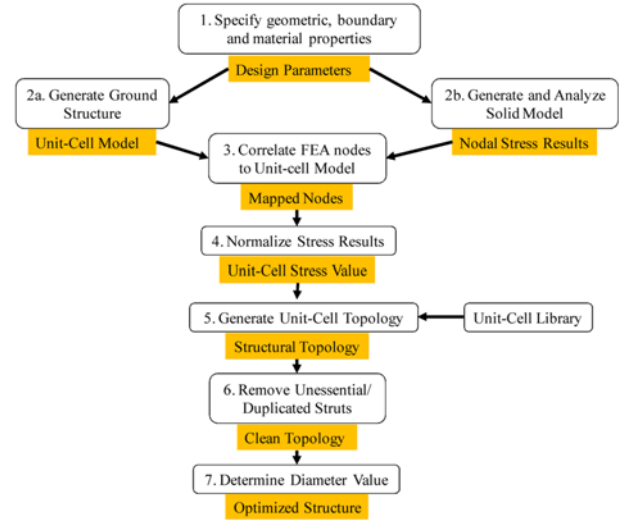 1. Specify geometric, boundary
and material properties
Design Parameters
2a. Generate Ground
Structure
Unit-Cell Model
2b. Generate and Analyze
Solid Model
Nodal Stress Results
3. Correlate FEA nodes
to Unit-cell Model
Mapped Nodes
4. Normalize Stress Results
Unit-Cell Stress Value
5. Generate Unit-Cell Topology
Unit-Cell Library
Structural Topology
6. Remove Unessential/
Duplicated Struts
Clean Topology
7. Determine Diameter Value
Optimized Structure